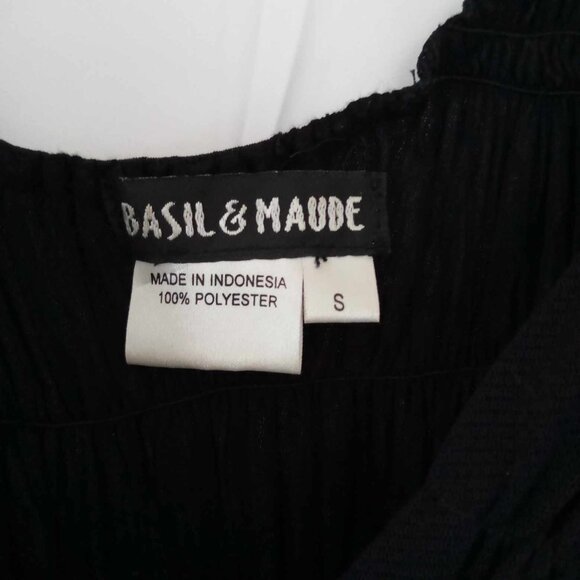 BASIL & MAUDE
MADE IN INDONESIA
100% POLYESTER
S